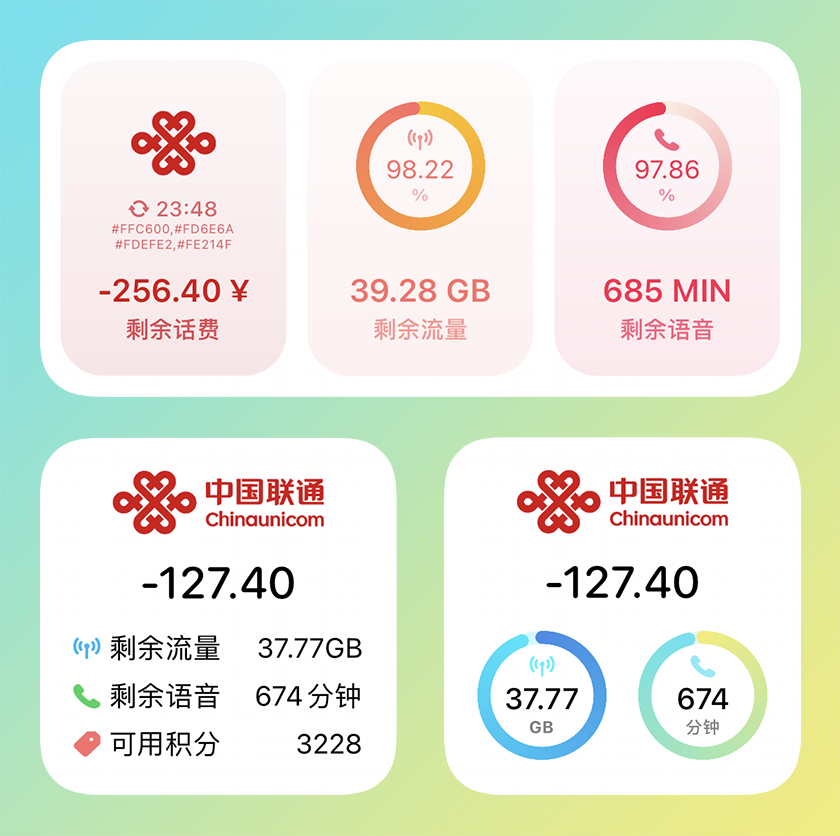 23:48
#FFC600,#FD6E6A
#FDEFE2,#FE214F
-256.40 ¥
剩余话费
98.22
%
39.28 GB
剩余流量
97.86
%
685 MIN
剩余语音
中国联通
Chinaunicom
-127.40
剩余流量 37.77GB
剩余语音 674分钟
可用积分 3228
中国联通
Chinaunicom
-127.40
37.77
GB
674
分钟